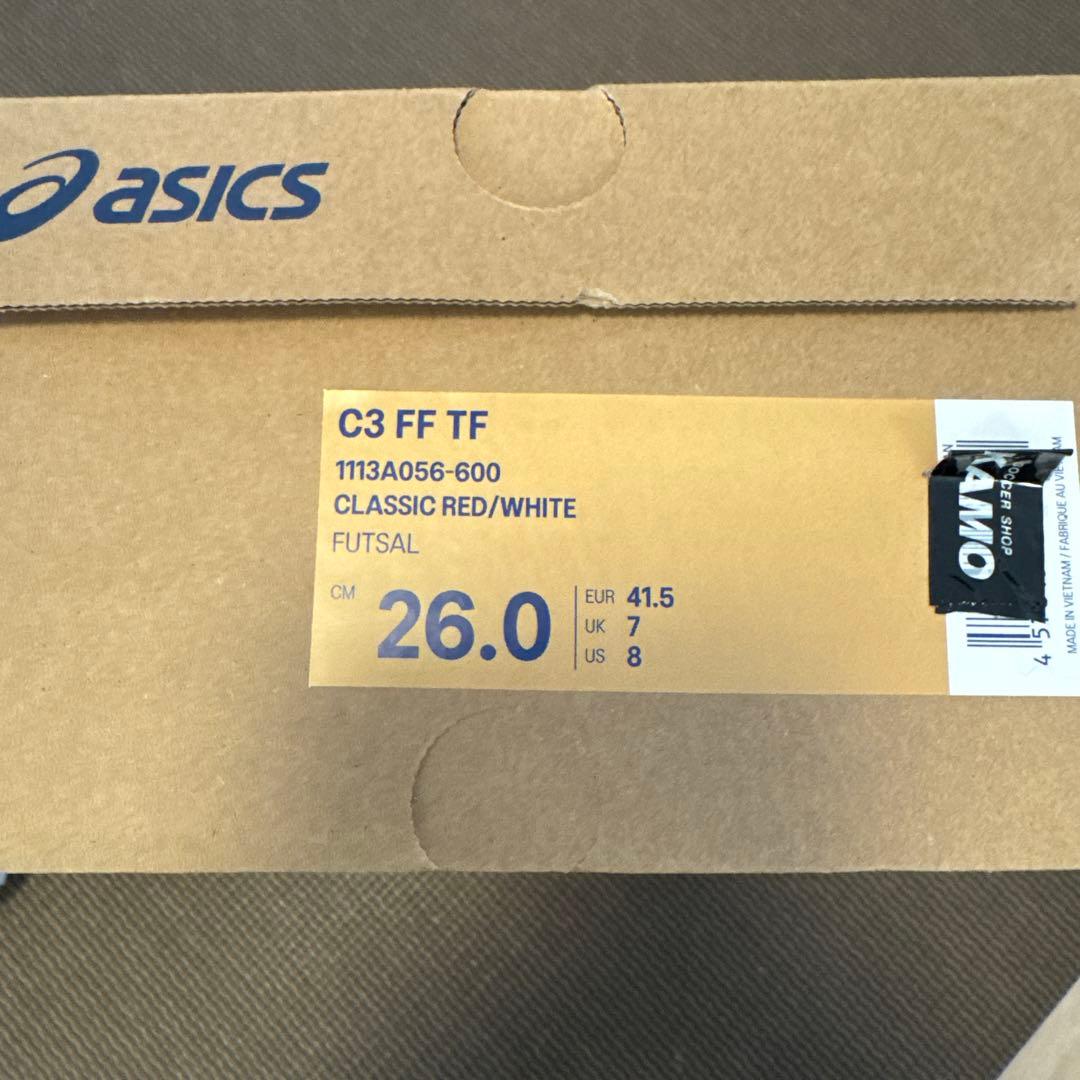 asics
C3 FF TF
1113A056-600
CLASSIC RED/WHITE
FUTSAL
CM 26.0
EUR 41.5
UK 7
US 8
KAMO
SOCCER SHOP
MADE IN VIETNAM / FABRIQUE AU VIETNAM